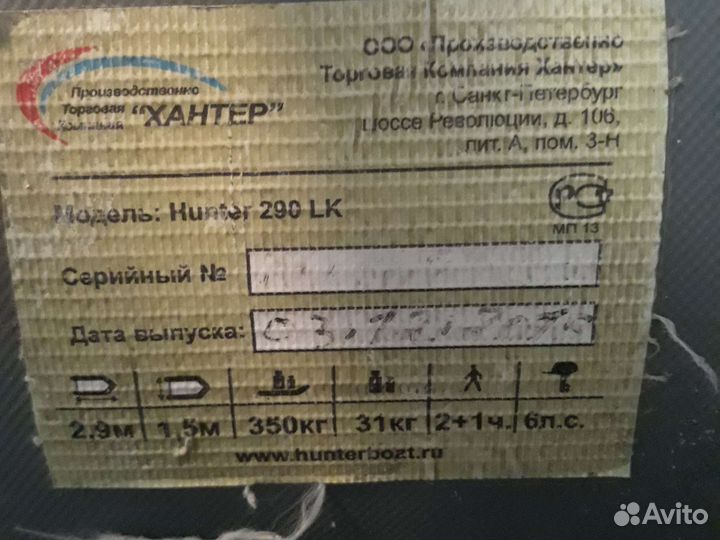 Производственно
Торговая
Компания
"ХАНТЕР"
ООО «Производственно
Торговая Компания Хантер»
г. Санкт-Петербург
Шоссе Революции, д. 106,
лит. А, пом. 3-Н
Модель: Hunter 290 LK
РС
МП 13
Серийный №
Дата выпуска:
2,9м 1,5м 350кг 31кг 2+1ч. 6л.с.
www.hunterboat.ru
Avito